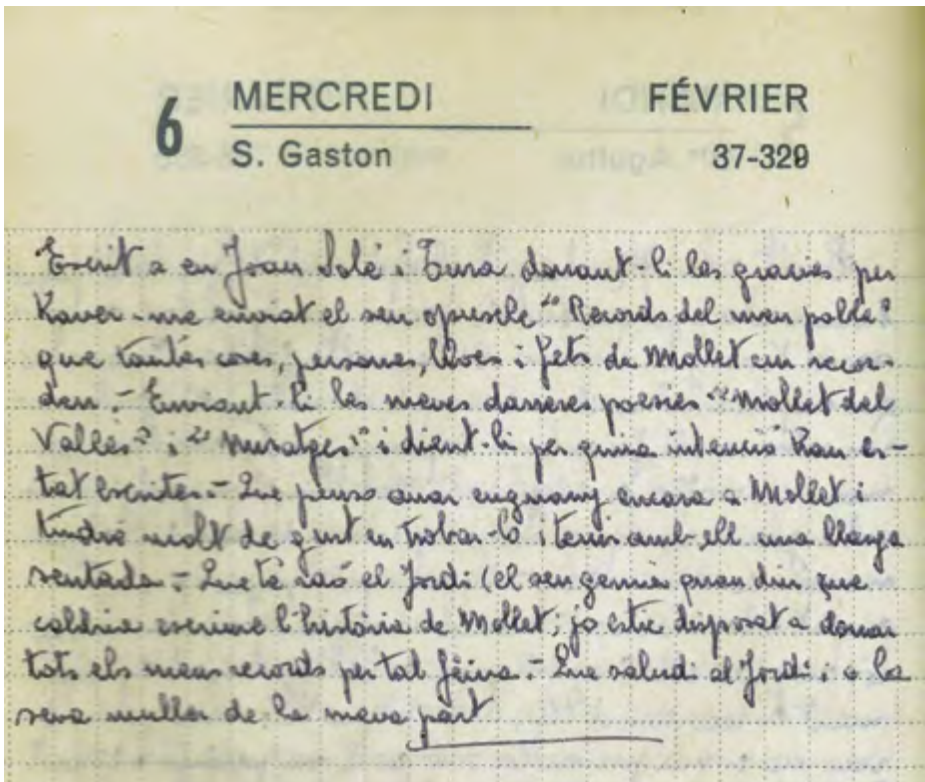 6 MERCREDI FÉVRIER
S. Gaston 37-329
Escrit a en Joan Solé i Tura donant-li les gracies per
haver-me enviat el seu opuscle "Records del meu poble"
que tantes coses, persones, llocs i fets de Mollet em recor-
den.- Enviant-li les meves darreres poesies "Mollet del
Vallès" i "Miratges" i dient-li per quina intenció han es-
tat escrites.- Que penso anar enguany encara a Mollet i
tindré molt de gust en trobar-lo i tenir amb ell una llarga
sentada.- Que té raó el Jordi (el seu germà quan diu que
caldria escriure l'història de Mollet; jo estic disposat a donar
tots els meus records per tal feina.- Que saludi al Jordi i a la
seva muller de la meva part